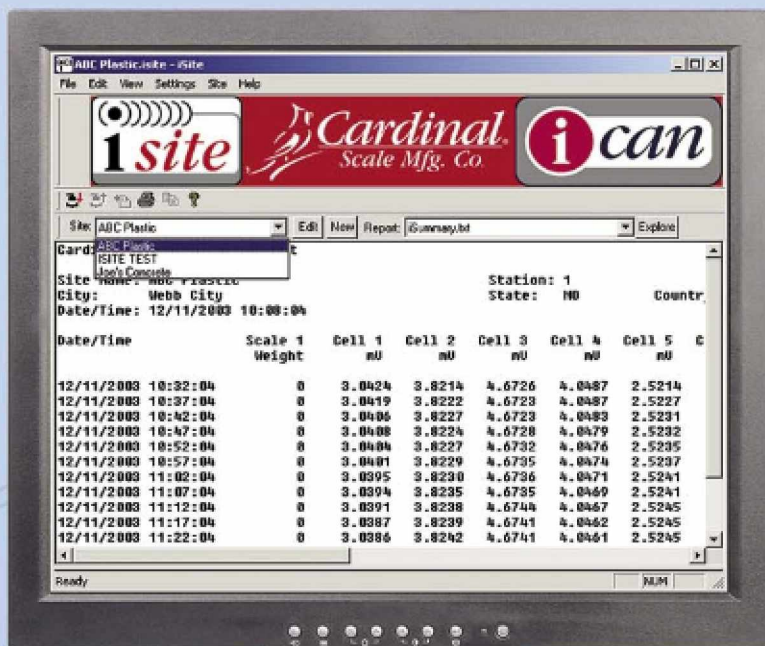 ABC Plastic.isite - iSite
File Edit View Settings Site Help
i site
Cardinal
Scale Mfg. Co.
i can
Site: ABC Plastic Edit New Report: iSummary.txt Explore
ABC Plastic
ISITE TEST
Joe's Concrete
Site Name: ABC Plastic Station: 1
City: Webb City State: MO Country
Date/Time: 12/11/2003 10:08:04
Date/Time Scale 1 Cell 1 Cell 2 Cell 3 Cell 4 Cell 5 C
Weight mV mV mV mV mV
12/11/2003 10:32:04 0 3.0424 3.8214 4.6726 4.0487 2.5214
12/11/2003 10:37:04 0 3.0419 3.8222 4.6723 4.0487 2.5227
12/11/2003 10:42:04 0 3.0406 3.8227 4.6723 4.0483 2.5231
12/11/2003 10:47:04 0 3.0408 3.8224 4.6728 4.0479 2.5232
12/11/2003 10:52:04 0 3.0404 3.8227 4.6732 4.0476 2.5235
12/11/2003 10:57:04 0 3.0401 3.8229 4.6735 4.0474 2.5237
12/11/2003 11:02:04 0 3.0395 3.8230 4.6736 4.0471 2.5241
12/11/2003 11:07:04 0 3.0394 3.8235 4.6735 4.0469 2.5241
12/11/2003 11:12:04 0 3.0391 3.8238 4.6744 4.0467 2.5245
12/11/2003 11:17:04 0 3.0387 3.8239 4.6741 4.0462 2.5245
12/11/2003 11:22:04 0 3.0386 3.8242 4.6741 4.0461 2.5245
Ready NUM